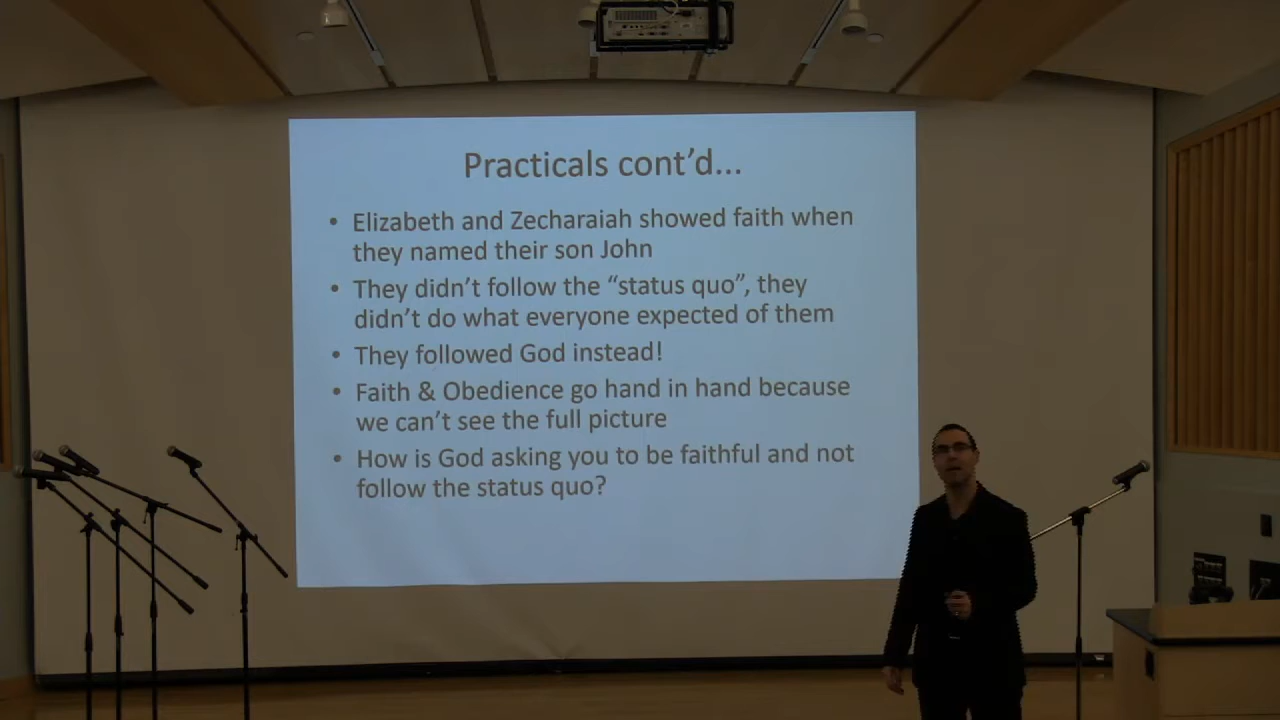 Practicals cont’d...
• Elizabeth and Zecharaiah showed faith when
they named their son John
• They didn’t follow the “status quo”, they
didn’t do what everyone expected of them
• They followed God instead!
• Faith & Obedience go hand in hand because
we can’t see the full picture
• How is God asking you to be faithful and not
follow the status quo?